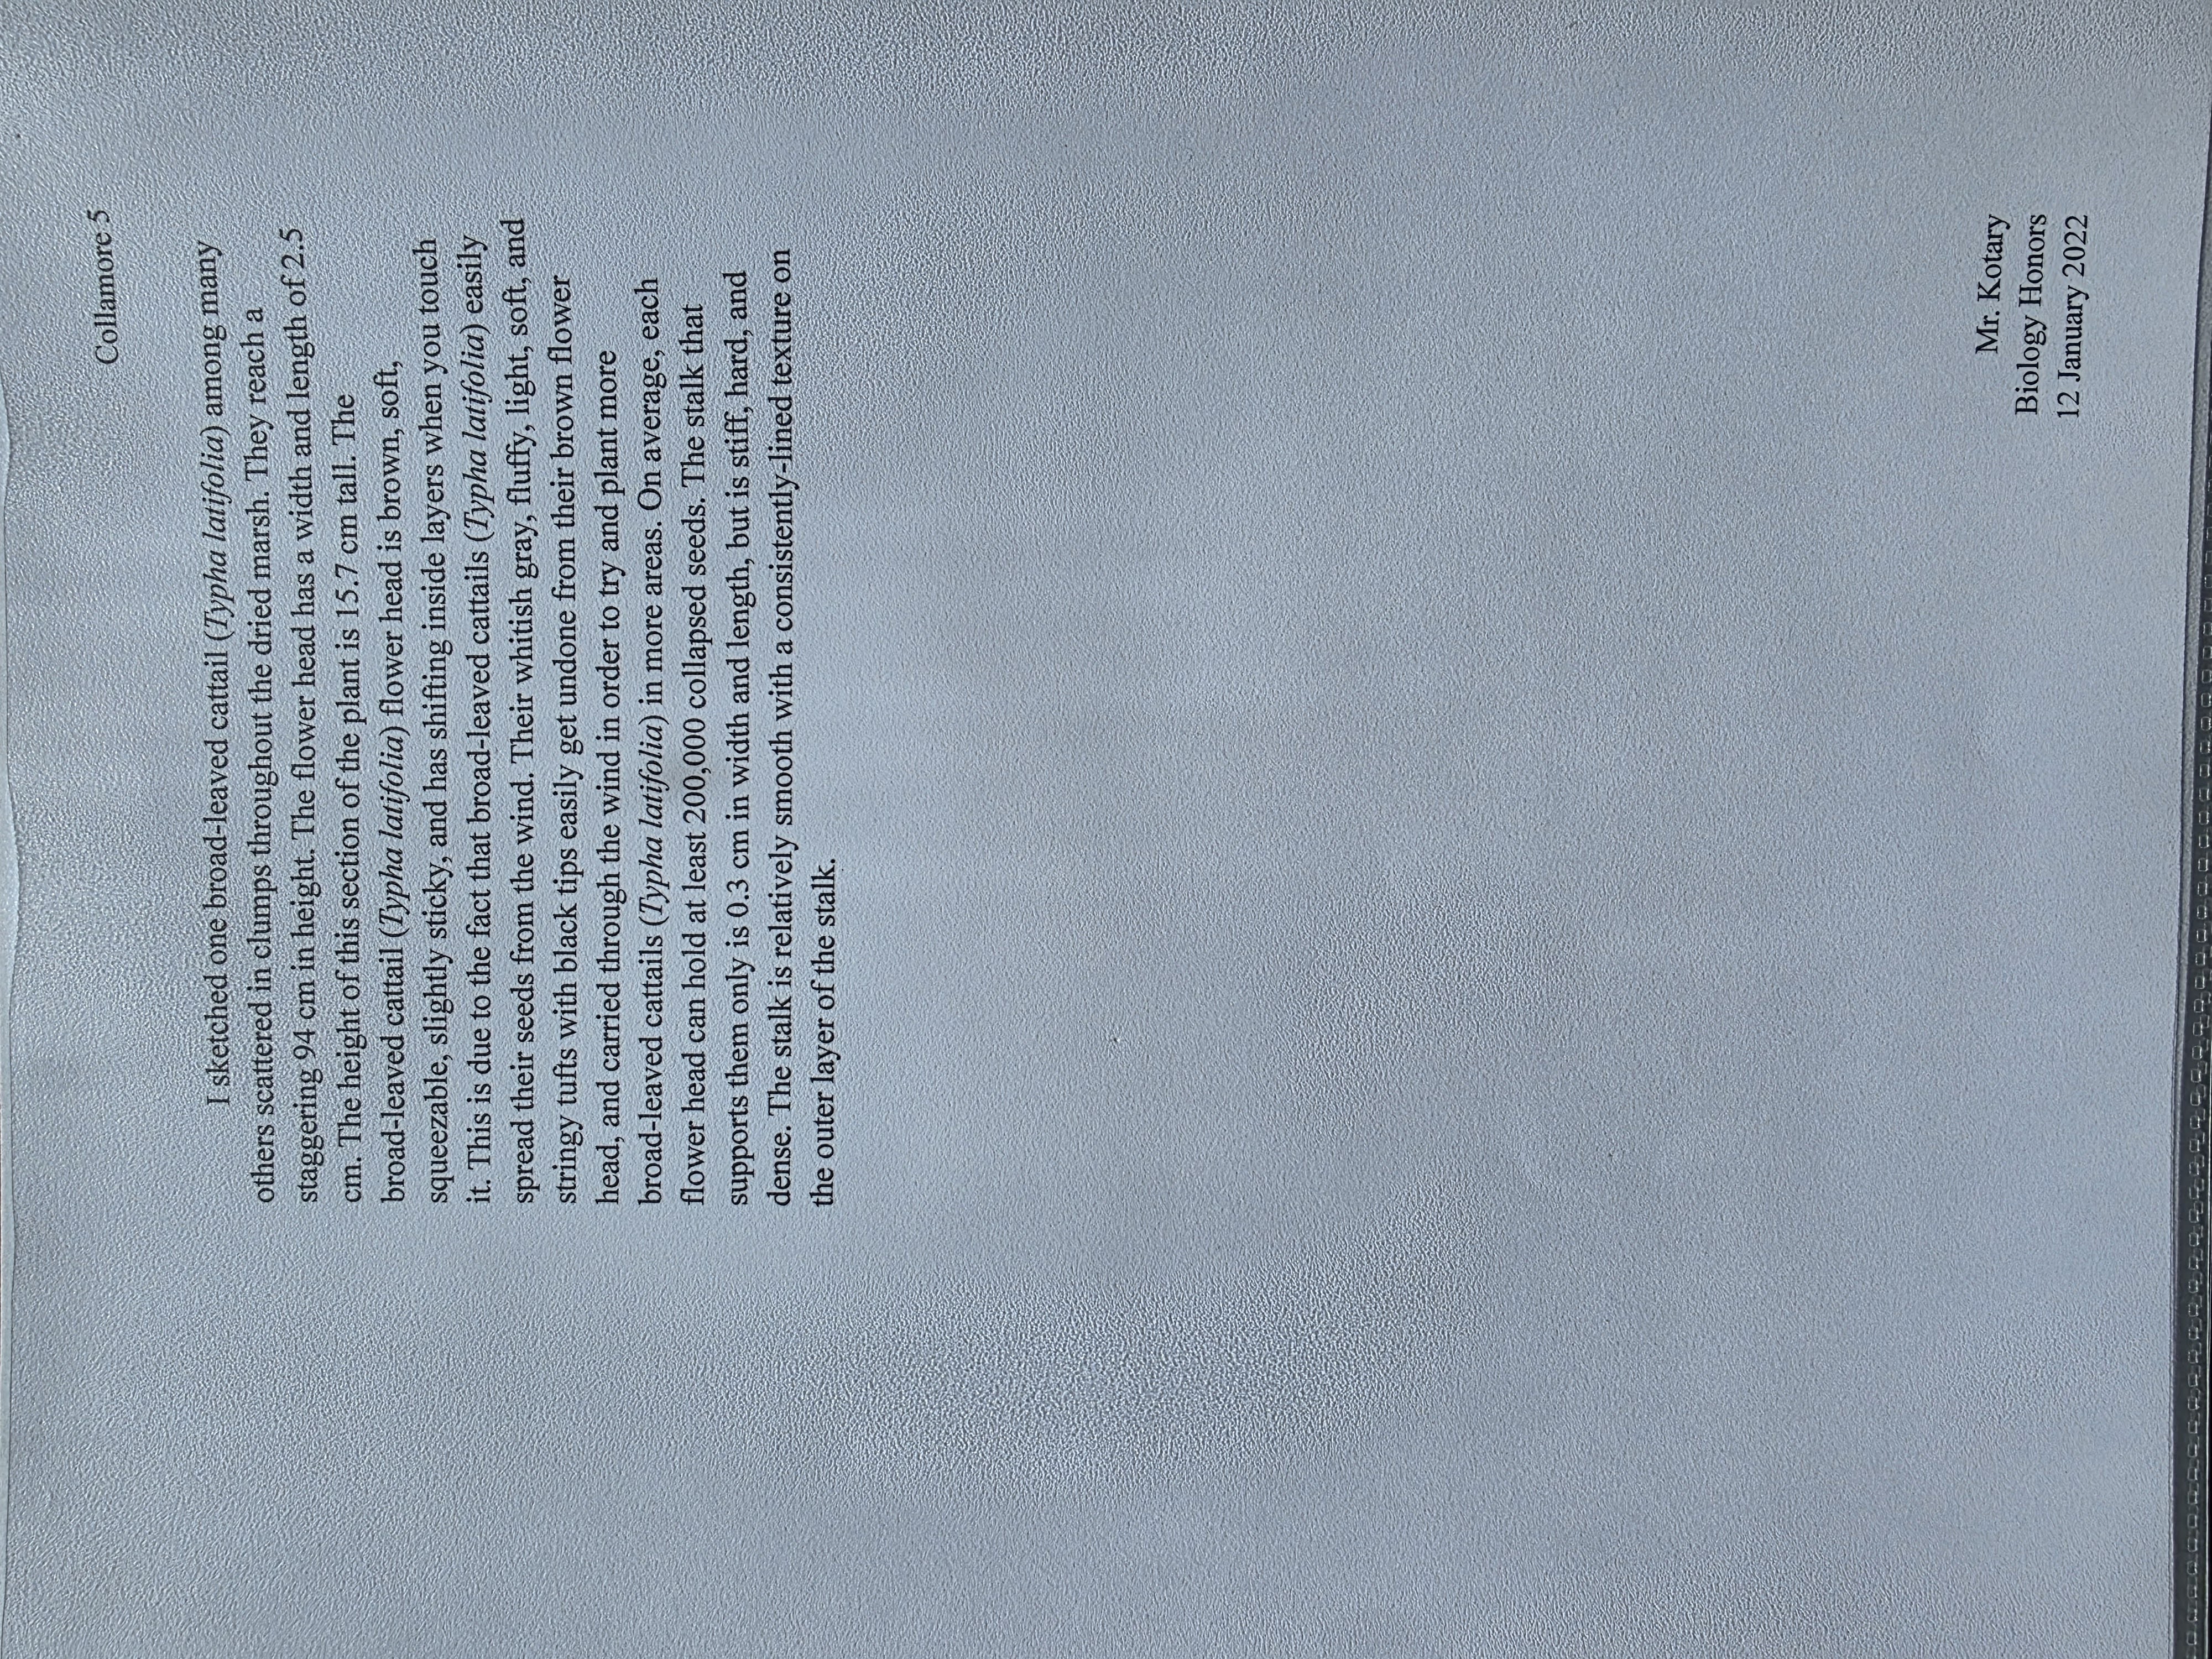 Collamore 5
I sketched one broad-leaved cattail (Typha latifolia) among many
others scattered in clumps throughout the dried marsh. They reach a
staggering 94 cm in height. The flower head has a width and length of 2.5
cm. The height of this section of the plant is 15.7 cm tall. The
broad-leaved cattail (Typha latifolia) flower head is brown, soft,
squeezable, slightly sticky, and has shifting inside layers when you touch
it. This is due to the fact that broad-leaved cattails (Typha latifolia) easily
spread their seeds from the wind. Their whitish gray, fluffy, light, soft, and
stringy tufts with black tips easily get undone from their brown flower
head, and carried through the wind in order to try and plant more
broad-leaved cattails (Typha latifolia) in more areas. On average, each
flower head can hold at least 200,000 collapsed seeds. The stalk that
supports them only is 0.3 cm in width and length, but is stiff, hard, and
dense. The stalk is relatively smooth with a consistently-lined texture on
the outer layer of the stalk.
Mr. Kotary
Biology Honors
12 January 2022